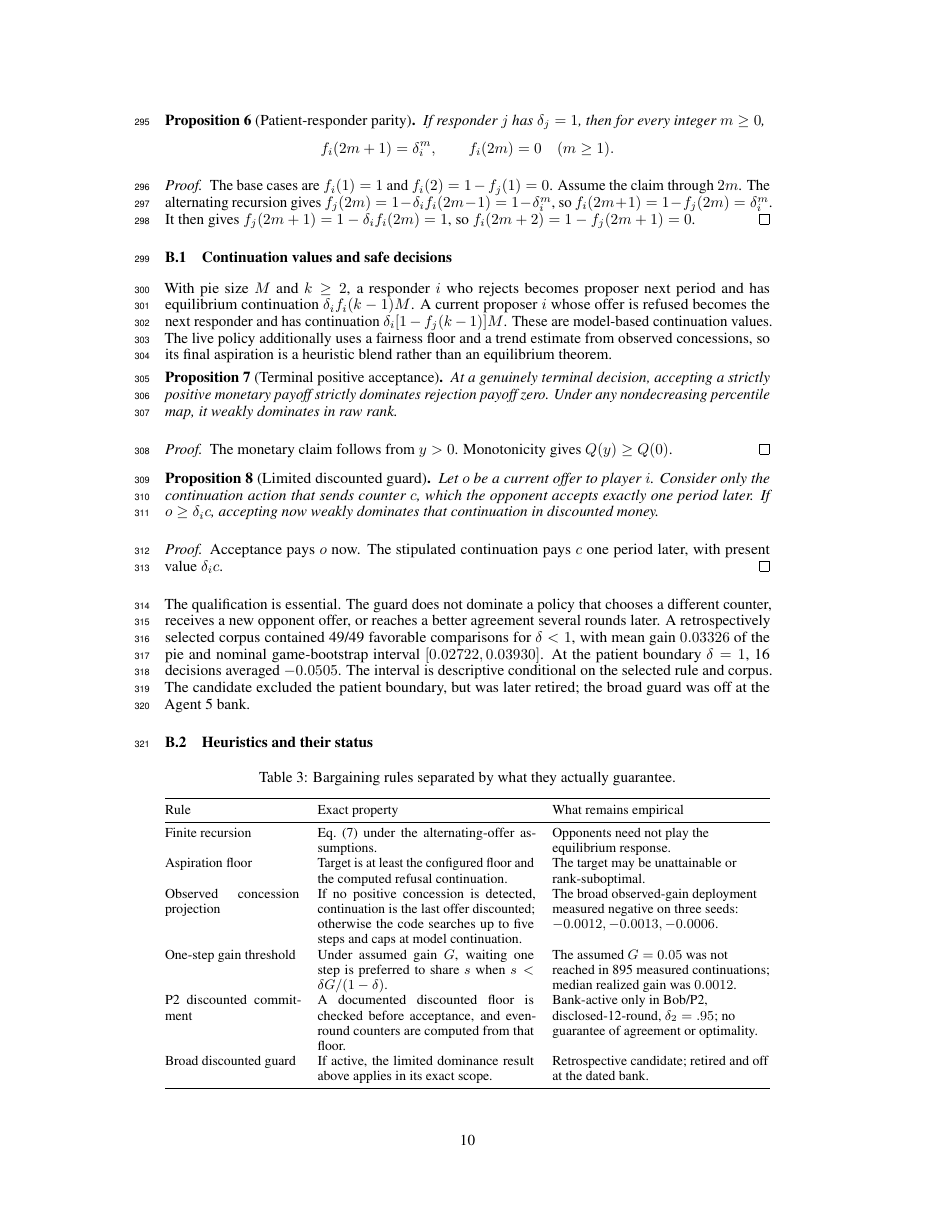 295 Proposition 6 (Patient-responder parity). If responder j has δ_j = 1, then for every integer m ≥ 0,
f_i(2m + 1) = δ_i^m, f_i(2m) = 0 (m ≥ 1).
296 Proof. The base cases are f_i(1) = 1 and f_i(2) = 1 − f_j(1) = 0. Assume the claim through 2m. The
297 alternating recursion gives f_j(2m) = 1−δ_i f_i(2m−1) = 1−δ_i^m, so f_i(2m+1) = 1−f_j(2m) = δ_i^m.
298 It then gives f_j(2m + 1) = 1 − δ_i f_i(2m) = 1, so f_i(2m + 2) = 1 − f_j(2m + 1) = 0. □
299 B.1 Continuation values and safe decisions
300 With pie size M and k ≥ 2, a responder i who rejects becomes proposer next period and has
301 equilibrium continuation δ_i f_i(k − 1)M. A current proposer i whose offer is refused becomes the
302 next responder and has continuation δ_i[1 − f_j(k − 1)]M. These are model-based continuation values.
303 The live policy additionally uses a fairness floor and a trend estimate from observed concessions, so
304 its final aspiration is a heuristic blend rather than an equilibrium theorem.
305 Proposition 7 (Terminal positive acceptance). At a genuinely terminal decision, accepting a strictly
306 positive monetary payoff strictly dominates rejection payoff zero. Under any nondecreasing percentile
307 map, it weakly dominates in raw rank.
308 Proof. The monetary claim follows from y > 0. Monotonicity gives Q(y) ≥ Q(0). □
309 Proposition 8 (Limited discounted guard). Let o be a current offer to player i. Consider only the
310 continuation action that sends counter c, which the opponent accepts exactly one period later. If
311 o ≥ δ_i c, accepting now weakly dominates that continuation in discounted money.
312 Proof. Acceptance pays o now. The stipulated continuation pays c one period later, with present
313 value δ_i c. □
314 The qualification is essential. The guard does not dominate a policy that chooses a different counter,
315 receives a new opponent offer, or reaches a better agreement several rounds later. A retrospectively
316 selected corpus contained 49/49 favorable comparisons for δ < 1, with mean gain 0.03326 of the
317 pie and nominal game-bootstrap interval [0.02722, 0.03930]. At the patient boundary δ = 1, 16
318 decisions averaged −0.0505. The interval is descriptive conditional on the selected rule and corpus.
319 The candidate excluded the patient boundary, but was later retired; the broad guard was off at the
320 Agent 5 bank.
321 B.2 Heuristics and their status
Table 3: Bargaining rules separated by what they actually guarantee.
Rule Exact property What remains empirical
Finite recursion Eq. (7) under the alternating-offer as- Opponents need not play the
sumptions. equilibrium response.
Aspiration floor Target is at least the configured floor and The target may be unattainable or
the computed refusal continuation. rank-suboptimal.
Observed concession If no positive concession is detected, The broad observed-gain deployment
projection continuation is the last offer discounted; measured negative on three seeds:
otherwise the code searches up to five −0.0012, −0.0013, −0.0006.
steps and caps at model continuation.
One-step gain threshold Under assumed gain G, waiting one The assumed G = 0.05 was not
step is preferred to share s when s < reached in 895 measured continuations;
δG/(1 − δ). median realized gain was 0.0012.
P2 discounted commit- A documented discounted floor is Bank-active only in Bob/P2,
ment checked before acceptance, and even- disclosed-12-round, δ_2 = .95; no
round counters are computed from that guarantee of agreement or optimality.
floor.
Broad discounted guard If active, the limited dominance result Retrospective candidate; retired and off
above applies in its exact scope. at the dated bank.
10